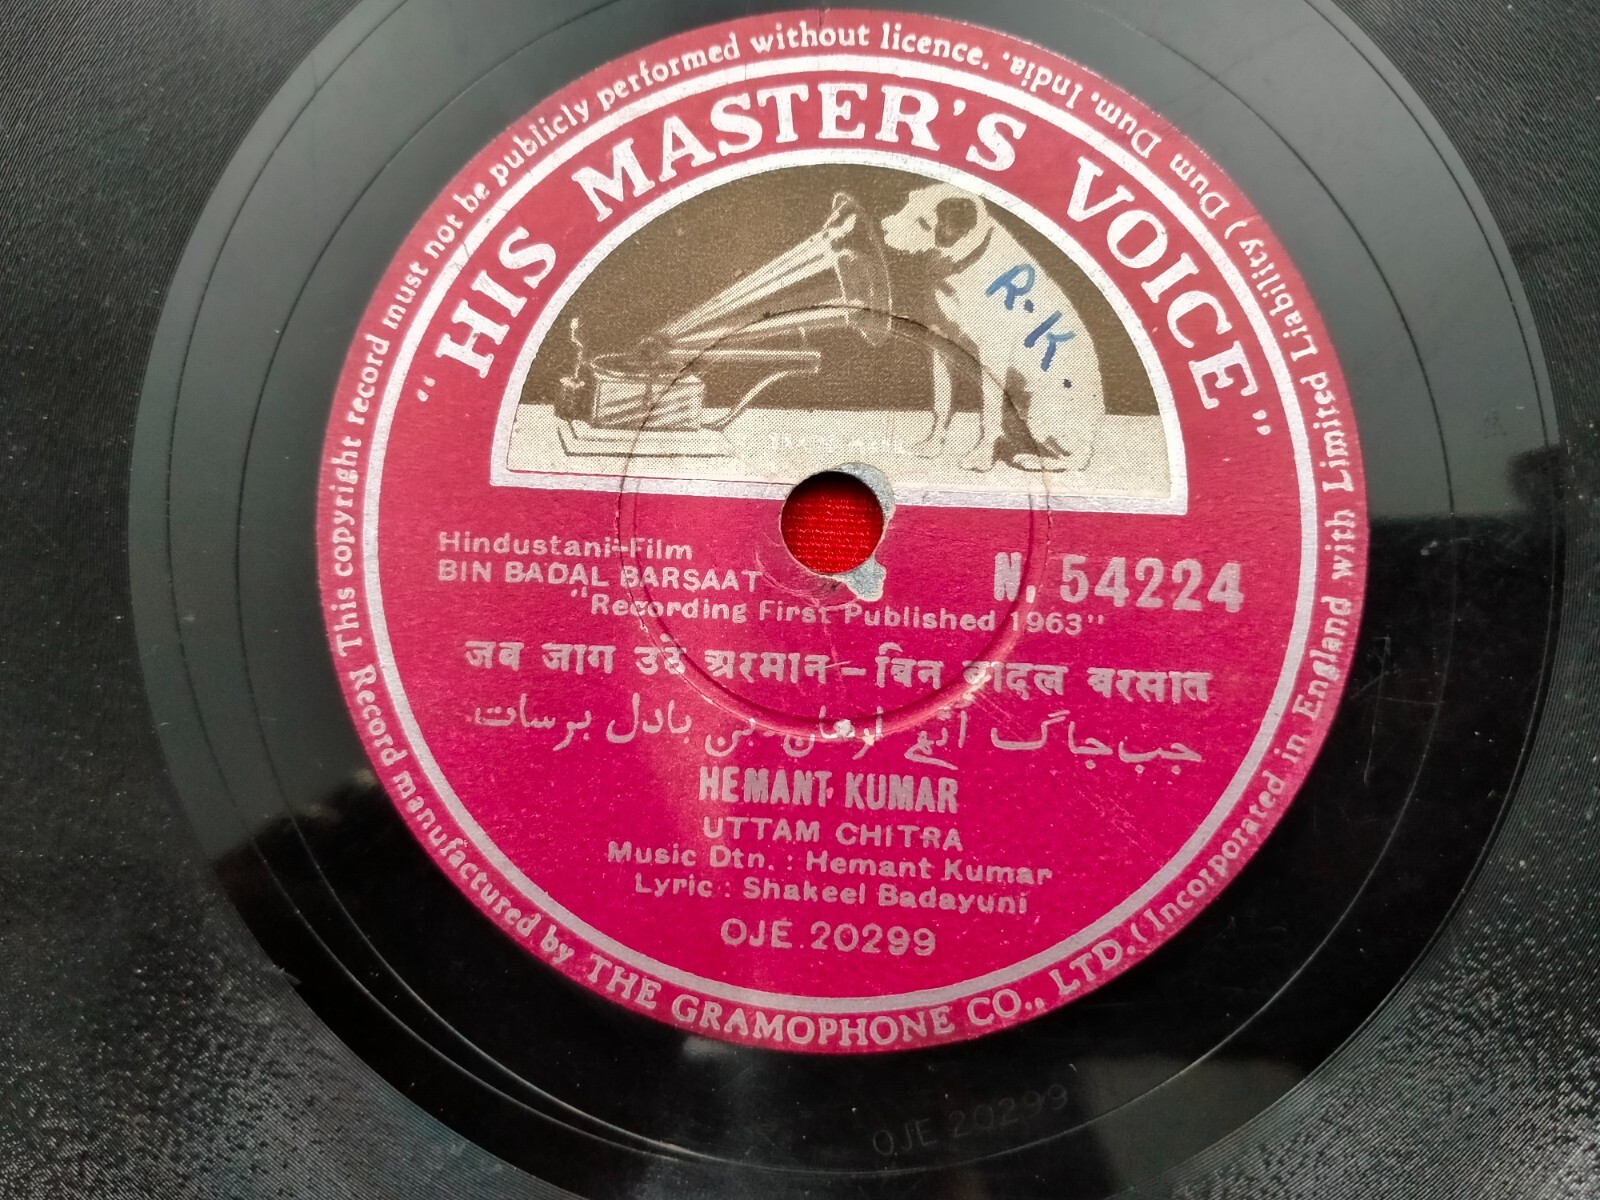 This copyright record must not be publicly performed without licence.
"HIS MASTER'S VOICE"
R.K.
Hindustani-Film
BIN BADAL BARSAAT
N. 54224
"Recording First Published 1963"
जब जाग उठे अरमान – बिन बादल बरसात
جب جاگ اُٹھے ارمان بن بادل برسات
HEMANT KUMAR
UTTAM CHITRA
Music Dtn. : Hemant Kumar
Lyric : Shakeel Badayuni
OJE 20299
Record manufactured by THE GRAMOPHONE CO., LTD. (Incorporated in England with Limited Liability) Dum Dum, India.
OJE 20299